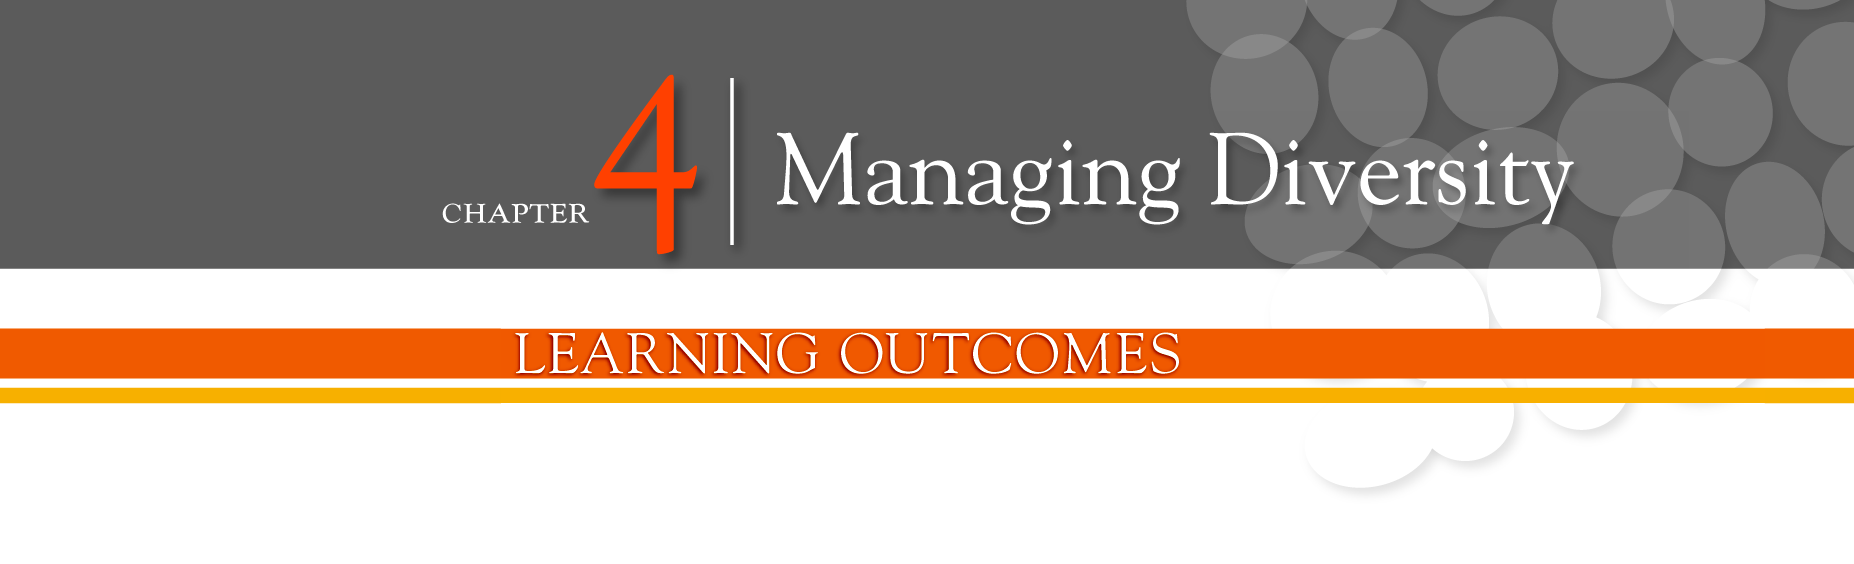 CHAPTER 4 Managing Diversity
LEARNING OUTCOMES